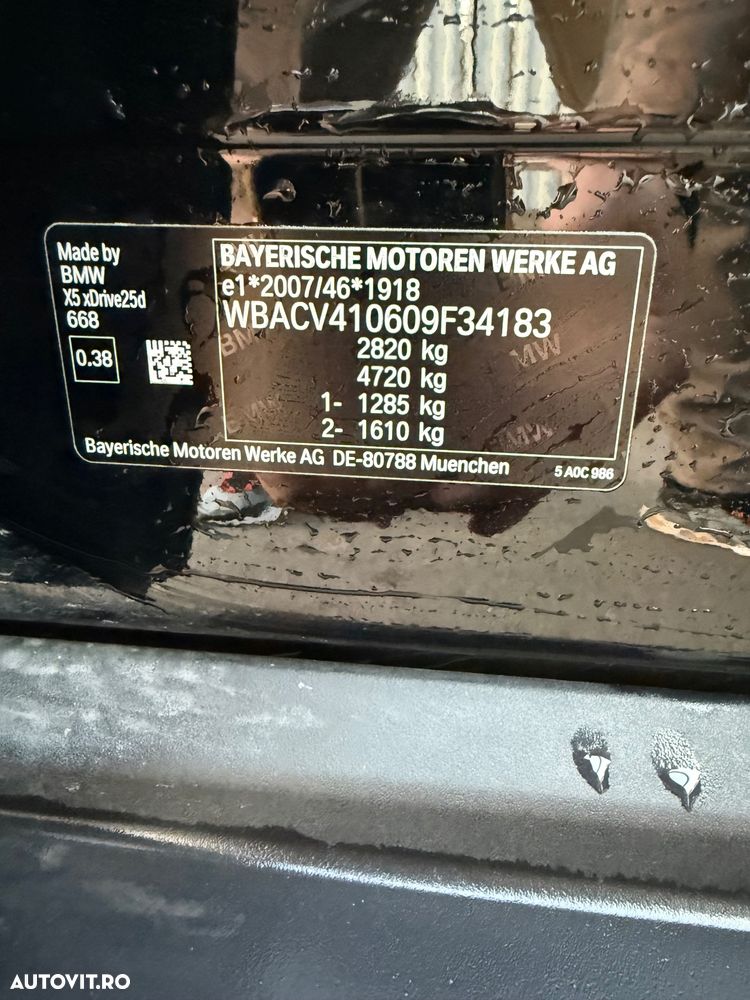 Made by
BMW
X5 xDrive25d
668
0.38
BAYERISCHE MOTOREN WERKE AG
e1*2007/46*1918
WBACV410609F34183
2820 kg
4720 kg
1- 1285 kg
2- 1610 kg
Bayerische Motoren Werke AG DE-80788 Muenchen
5 A0C 986
AUTOVIT.RO